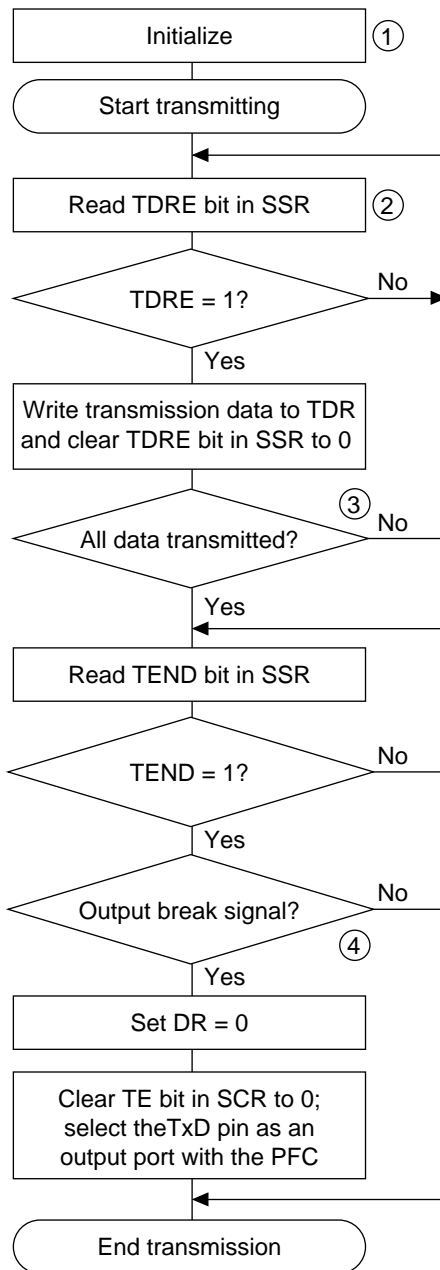 Initialize
1
Start transmitting
Read TDRE bit in SSR
2
TDRE = 1?
No
Yes
Write transmission data to TDR
and clear TDRE bit in SSR to 0
3
All data transmitted?
No
Yes
Read TEND bit in SSR
TEND = 1?
No
Yes
Output break signal?
No
4
Yes
Set DR = 0
Clear TE bit in SCR to 0;
select theTxD pin as an
output port with the PFC
End transmission